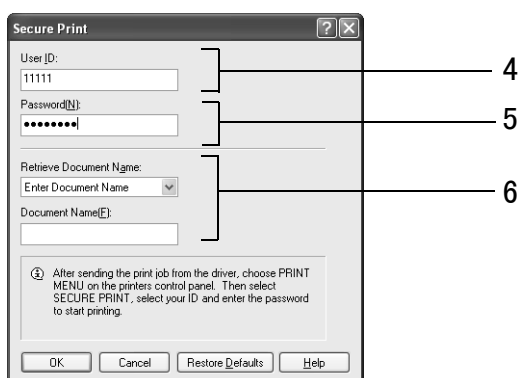 Secure Print
User ID:
11111
4
Password(N):
••••••••
5
Retrieve Document Name:
Enter Document Name
6
Document Name(F):
After sending the print job from the driver, choose PRINT
MENU on the printers control panel. Then select
SECURE PRINT, select your ID and enter the password
to start printing.
OK Cancel Restore Defaults Help